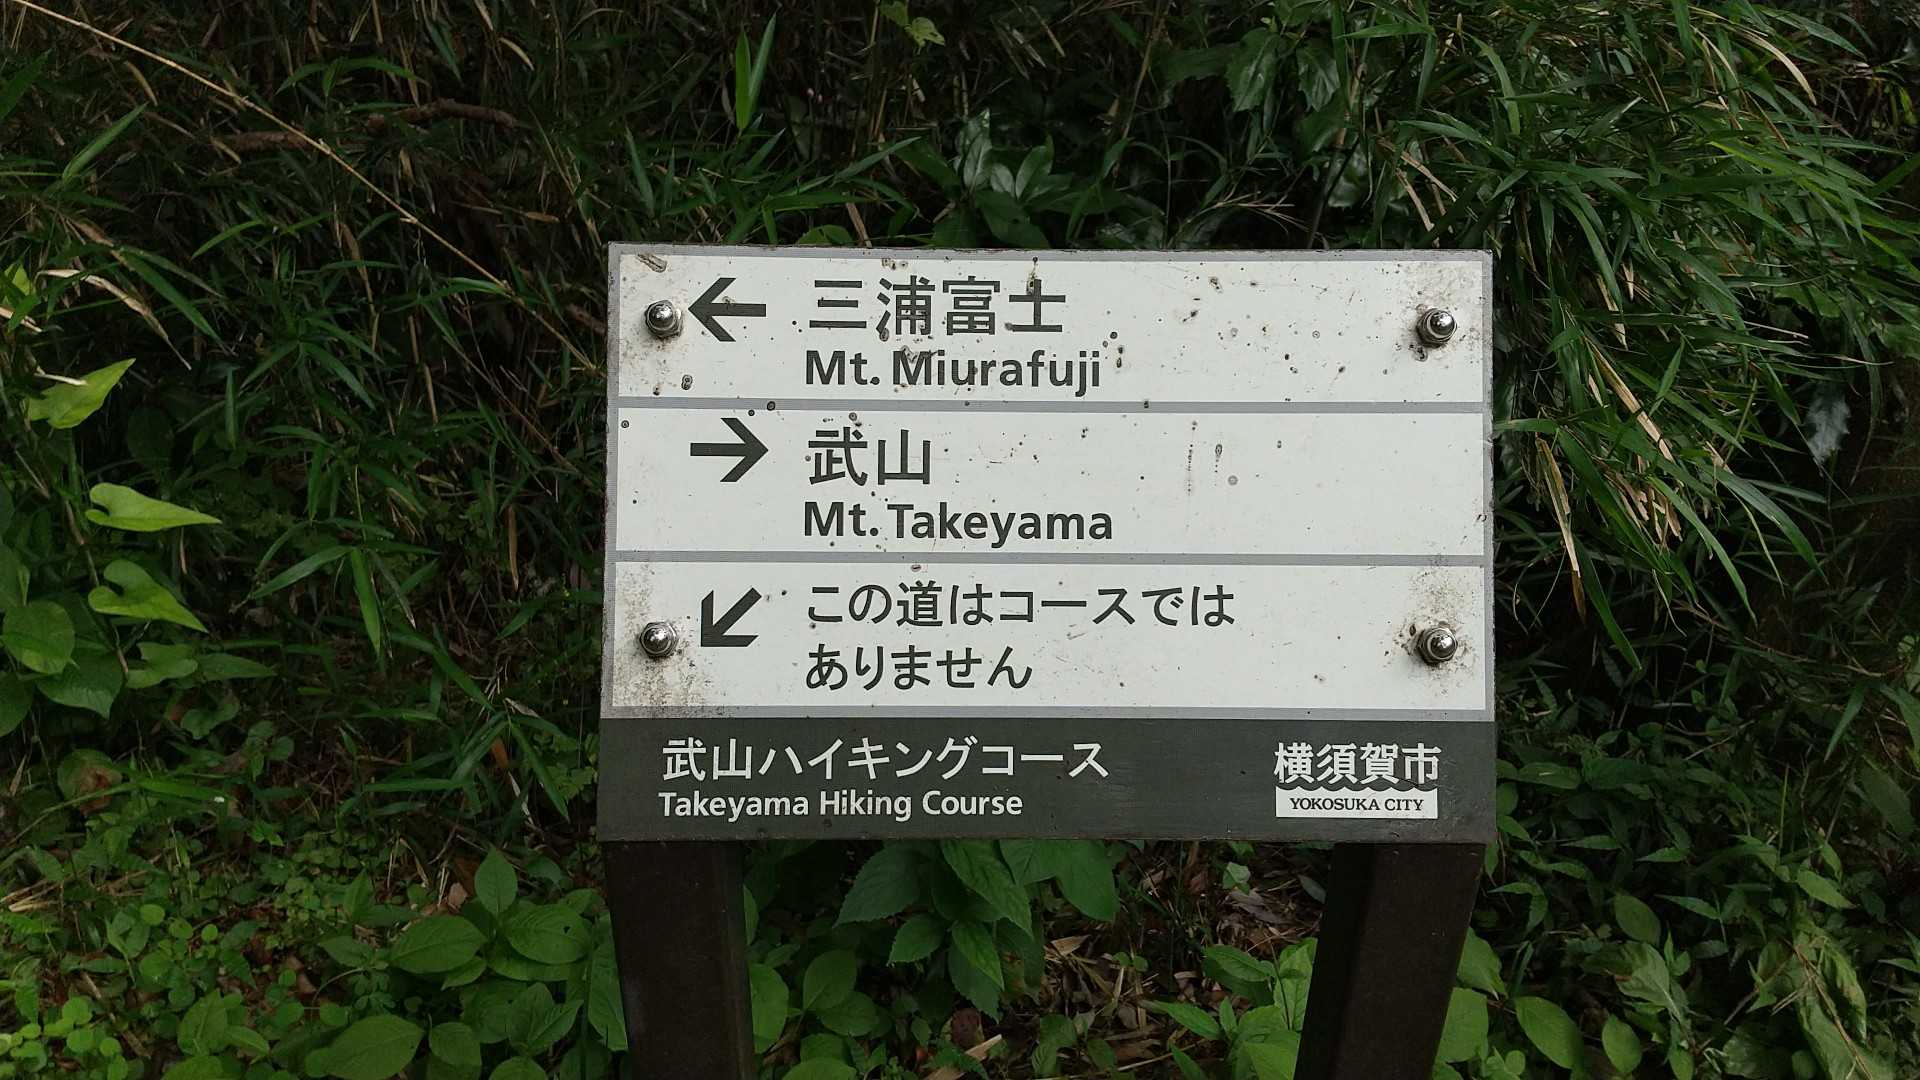 ← 三浦富士
Mt. Miurafuji
→ 武山
Mt. Takeyama
↙ この道はコースでは
ありません
武山ハイキングコース
Takeyama Hiking Course
横須賀市
YOKOSUKA CITY